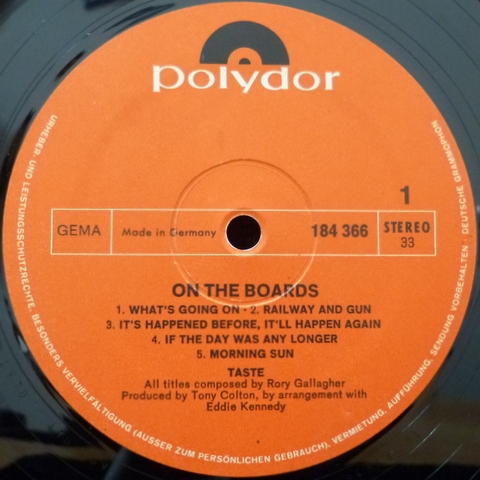 polydor
1
GEMA
Made in Germany
184 366
STEREO
33
ON THE BOARDS
1. WHAT'S GOING ON · 2. RAILWAY AND GUN
3. IT'S HAPPENED BEFORE, IT'LL HAPPEN AGAIN
4. IF THE DAY WAS ANY LONGER
5. MORNING SUN
TASTE
All titles composed by Rory Gallagher
Produced by Tony Colton, by arrangement with
Eddie Kennedy
URHEBER- UND LEISTUNGSSCHUTZRECHTE, BESONDERS VERVIELFÄLTIGUNG (AUSSER ZUM PERSÖNLICHEN GEBRAUCH), VERMIETUNG, AUFFÜHRUNG, SENDUNG VORBEHALTEN · DEUTSCHE GRAMMOPHON